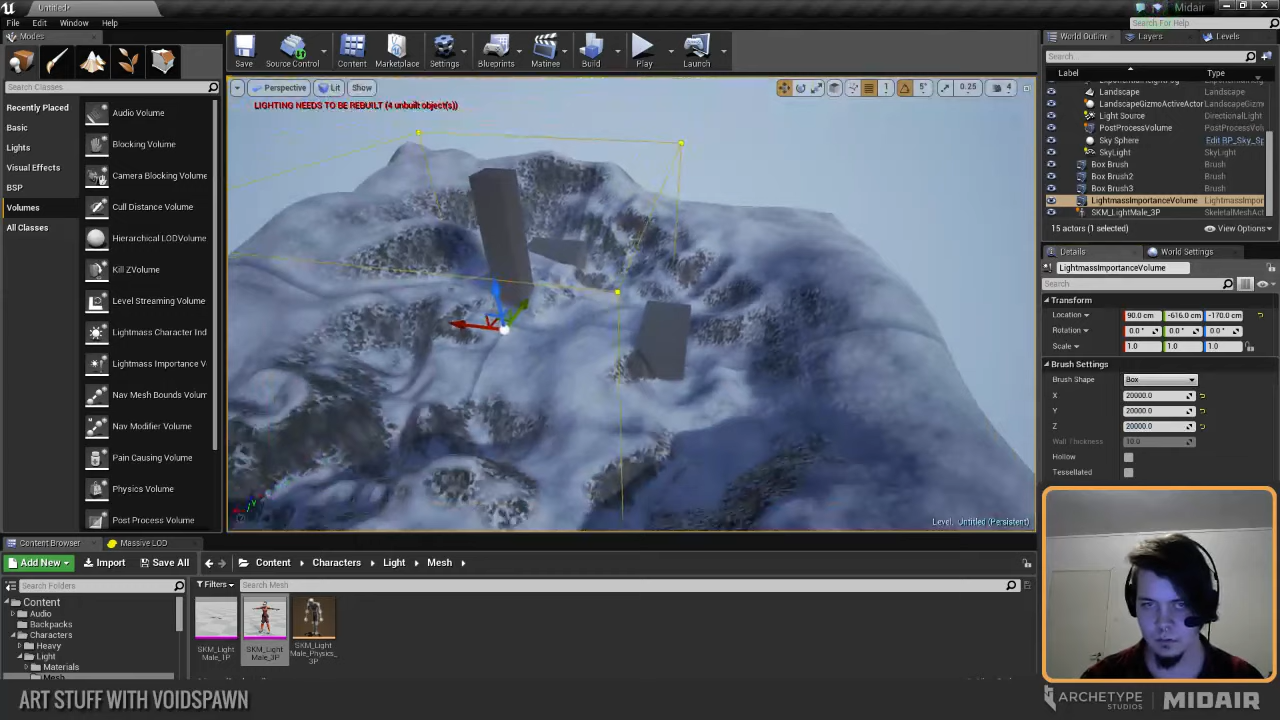 Untitled*
Midair
File Edit Window Help
Search For Help
Modes
World Outliner
Layers
Levels
Save
Source Control
Content
Marketplace
Settings
Blueprints
Matinee
Build
Play
Launch
Search Classes
Recently Placed
Basic
Lights
Visual Effects
BSP
Volumes
All Classes
Audio Volume
Blocking Volume
Camera Blocking Volume
Cull Distance Volume
Hierarchical LODVolume
Kill ZVolume
Level Streaming Volume
Lightmass Character Ind
Lightmass Importance V
Nav Mesh Bounds Volum
Nav Modifier Volume
Pain Causing Volume
Physics Volume
Post Process Volume
Perspective
Lit
Show
5°
0.25
4
LIGHTING NEEDS TO BE REBUILT (4 unbuilt object(s))
Level: Untitled (Persistent)
Search
Label
Type
Landscape
Landscape
LandscapeGizmoActiveActor
LandscapeG
Light Source
DirectionalLight
PostProcessVolume
PostProcessVol
Sky Sphere
Edit BP_Sky_Sp
SkyLight
SkyLight
Box Brush
Brush
Box Brush2
Brush
Box Brush3
Brush
LightmassImportanceVolume
LightmassImpor
SKM_LightMale_3P
SkeletalMeshAct
15 actors (1 selected)
View Options
Details
World Settings
LightmassImportanceVolume
Search
Transform
Location
90.0 cm
-616.0 cm
-170.0 cm
Rotation
0.0°
0.0°
0.0°
Scale
1.0
1.0
1.0
Brush Settings
Brush Shape
Box
X
20000.0
Y
20000.0
Z
20000.0
Wall Thickness
10.0
Hollow
Tessellated
Content Browser
Massive LOD
Add New
Import
Save All
Content
Characters
Light
Mesh
Search Folders
Filters
Search Mesh
Content
Audio
Backpacks
Characters
Heavy
Light
Materials
Mesh
SKM_Light
Male_1P
SKM_Light
Male_3P
SKM_Light
Male_Physics_
3P
ART STUFF WITH VOIDSPAWN
ARCHETYPE
STUDIOS
MIDAIR